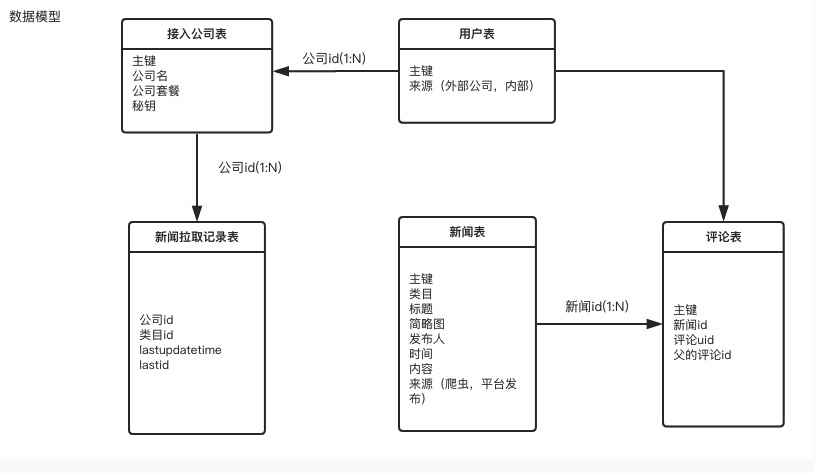 数据模型
接入公司表
主键
公司名
公司套餐
秘钥
公司id(1:N)
用户表
主键
来源（外部公司，内部）
公司id(1:N)
新闻拉取记录表
公司id
类目id
lastupdatetime
lastid
新闻表
主键
类目
标题
简略图
发布人
时间
内容
来源（爬虫，平台发
布）
新闻id(1:N)
评论表
主键
新闻id
评论uid
父的评论id